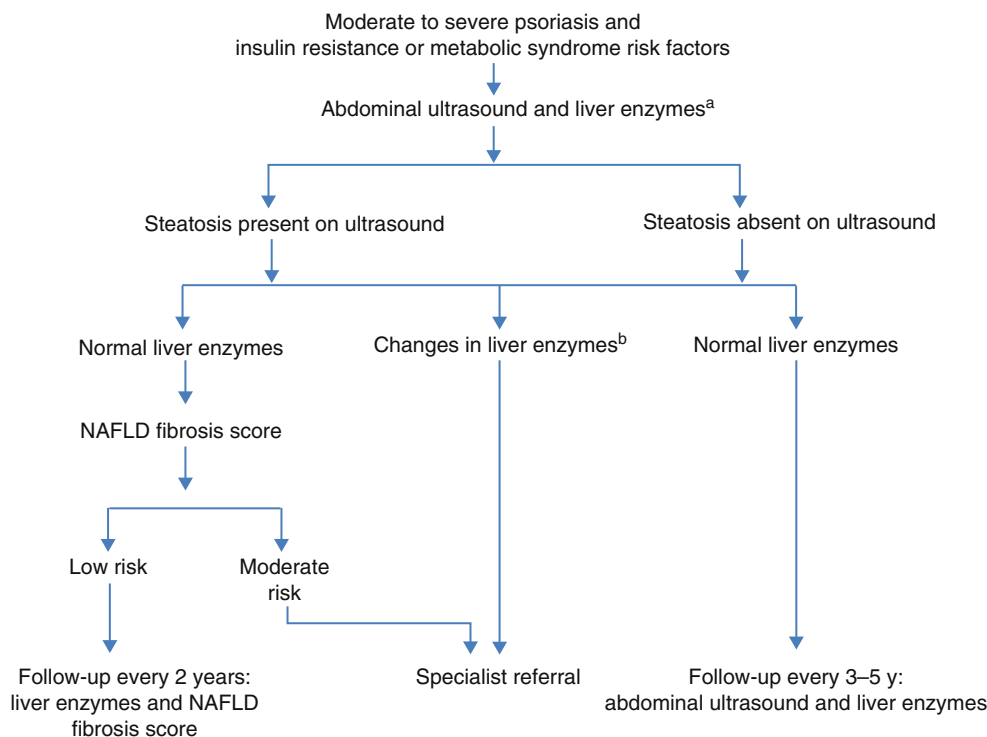 Moderate to severe psoriasis and
insulin resistance or metabolic syndrome risk factors
Abdominal ultrasound and liver enzymesᵃ
Steatosis present on ultrasound
Steatosis absent on ultrasound
Normal liver enzymes
Changes in liver enzymesᵇ
Normal liver enzymes
NAFLD fibrosis score
Low risk
Moderate
risk
Follow-up every 2 years:
liver enzymes and NAFLD
fibrosis score
Specialist referral
Follow-up every 3–5 y:
abdominal ultrasound and liver enzymes